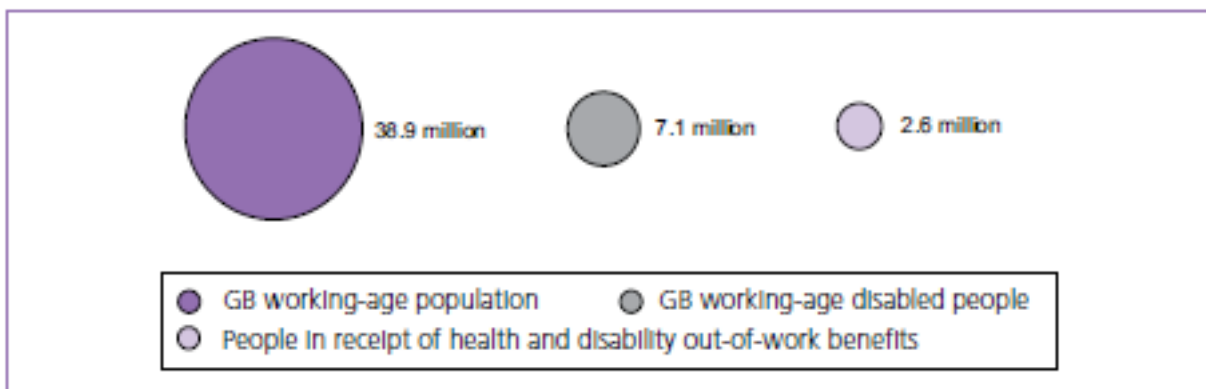 38.9 million
7.1 million
2.6 million
GB working-age population
GB working-age disabled people
People in receipt of health and disability out-of-work benefits